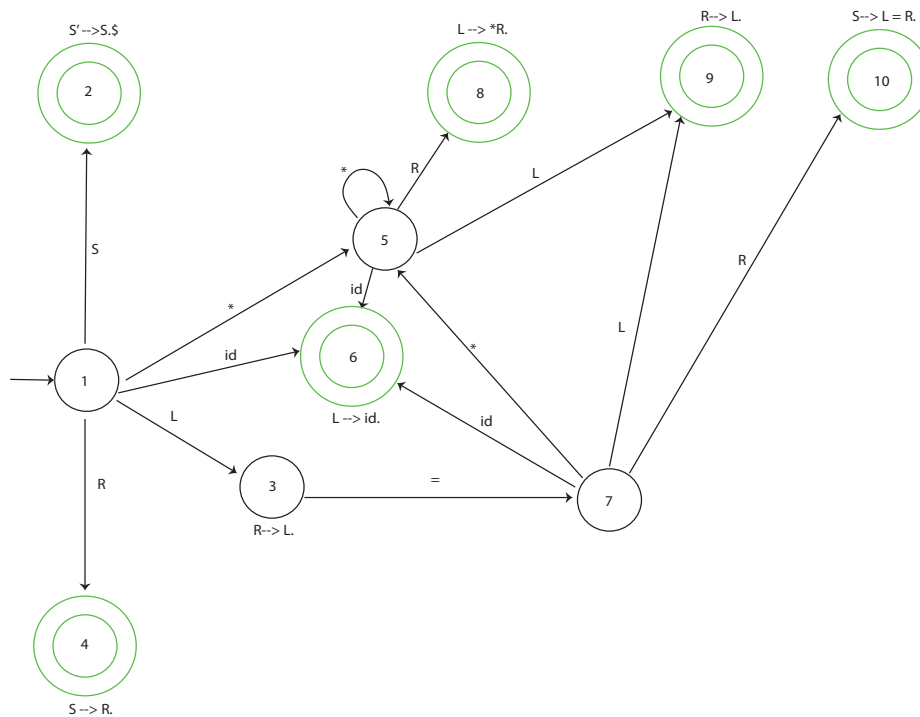 S' -->S.$
L --> *R.
R--> L.
S--> L = R.
2
8
9
10
*
R
L
5
S
R
id
*
id
6
L
*
id
1
L
L --> id.
R
3
=
7
R--> L.
4
S --> R.